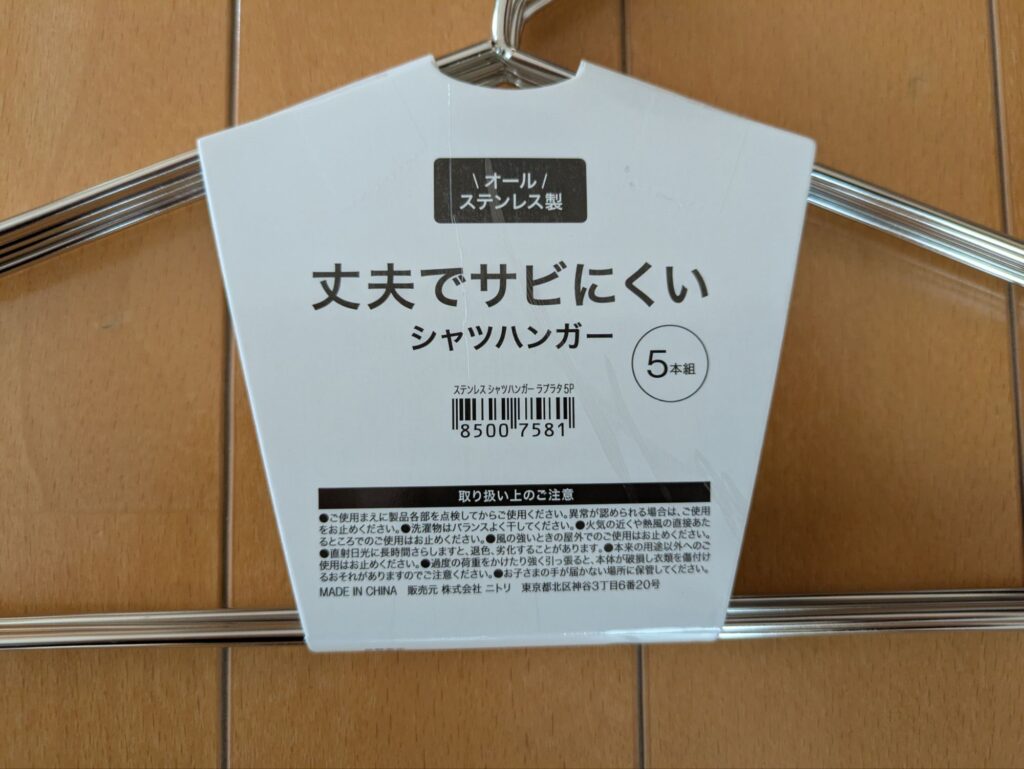 \ オール /
ステンレス製
丈夫でサビにくい
シャツハンガー
5本組
ステンレス シャツハンガー ラプラタ 5P
8500 7581
取り扱い上のご注意
●ご使用まえに製品各部を点検してからご使用ください。異常が認められる場合は、ご使用
をお止めください。●洗濯物はバランスよく干してください。●火気の近くや熱風の直接あた
るところでのご使用はお止めください。●風の強いときの屋外でのご使用はお止めください。
●直射日光に長時間さらしますと、退色、劣化することがあります。●本来の用途以外へのご
使用はお止めください。●過度の荷重をかけたり強く引っ張ると、本体が破損し衣類を傷付け
るおそれがありますのでご注意ください。●お子さまの手が届かない場所に保管してください。
MADE IN CHINA 販売元 株式会社 ニトリ 東京都北区神谷3丁目6番20号